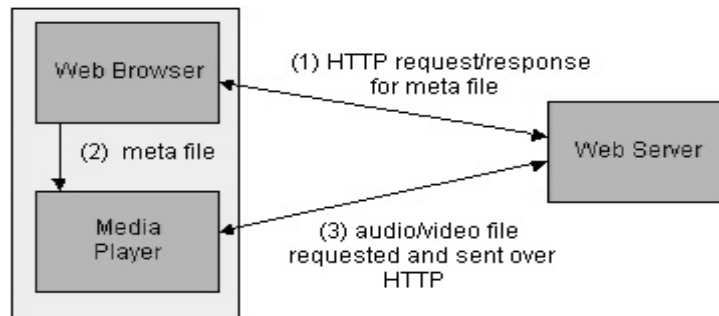 Web Browser
(1) HTTP request/response
for meta file
(2) meta file
Web Server
Media
Player
(3) audio/video file
requested and sent over
HTTP